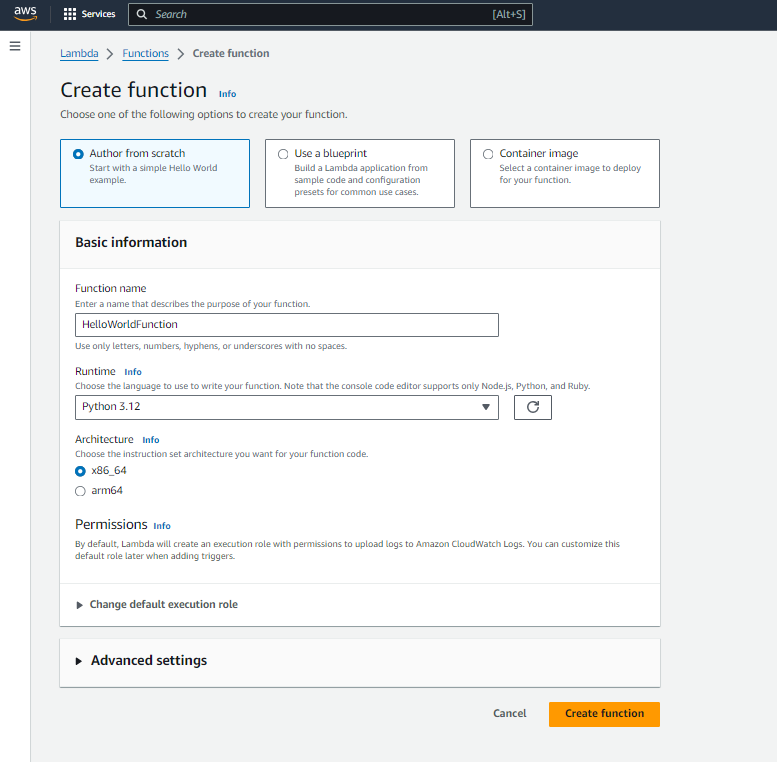 aws
Services
Search
[Alt+S]
Lambda
Functions
Create function
Create function Info
Choose one of the following options to create your function.
Author from scratch
Start with a simple Hello World
example.
Use a blueprint
Build a Lambda application from
sample code and configuration
presets for common use cases.
Container image
Select a container image to deploy
for your function.
Basic information
Function name
Enter a name that describes the purpose of your function.
HelloWorldFunction
Use only letters, numbers, hyphens, or underscores with no spaces.
Runtime Info
Choose the language to use to write your function. Note that the console code editor supports only Node.js, Python, and Ruby.
Python 3.12
Architecture Info
Choose the instruction set architecture you want for your function code.
x86_64
arm64
Permissions Info
By default, Lambda will create an execution role with permissions to upload logs to Amazon CloudWatch Logs. You can customize this
default role later when adding triggers.
Change default execution role
Advanced settings
Cancel
Create function